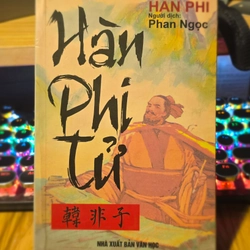 HÀN PHI
Người dịch:
Phan Ngọc
Hàn
Phi
Tử
韓非子
NHÀ XUẤT BẢN VĂN HỌC